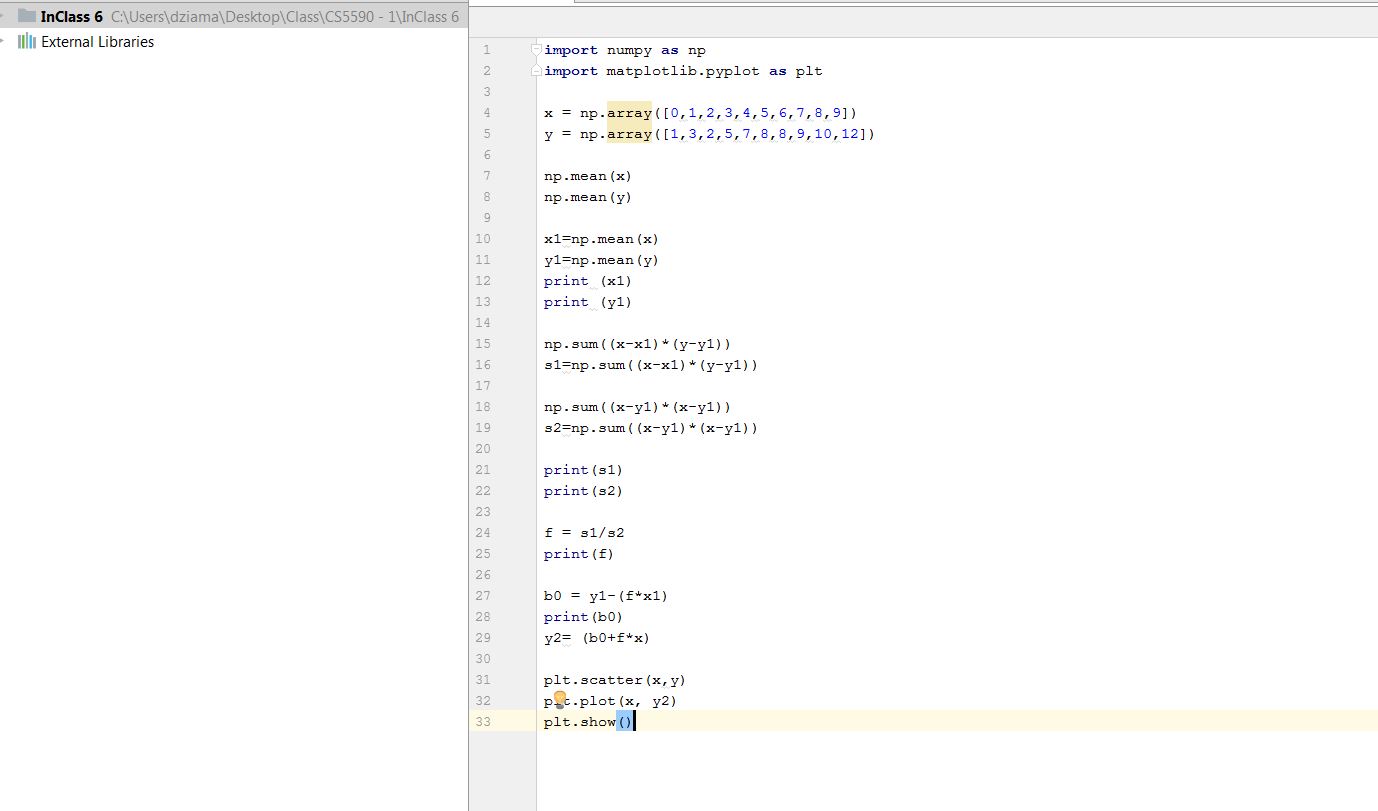 InClass 6 C:\Users\dziama\Desktop\Class\CS5590 - 1\InClass 6
External Libraries
1 import numpy as np
2 import matplotlib.pyplot as plt
3
4 x = np.array([0,1,2,3,4,5,6,7,8,9])
5 y = np.array([1,3,2,5,7,8,8,9,10,12])
6
7 np.mean(x)
8 np.mean(y)
9
10 x1=np.mean(x)
11 y1=np.mean(y)
12 print (x1)
13 print (y1)
14
15 np.sum((x-x1)*(y-y1))
16 s1=np.sum((x-x1)*(y-y1))
17
18 np.sum((x-y1)*(x-y1))
19 s2=np.sum((x-y1)*(x-y1))
20
21 print(s1)
22 print(s2)
23
24 f = s1/s2
25 print(f)
26
27 b0 = y1-(f*x1)
28 print(b0)
29 y2= (b0+f*x)
30
31 plt.scatter(x,y)
32 plt.plot(x, y2)
33 plt.show()